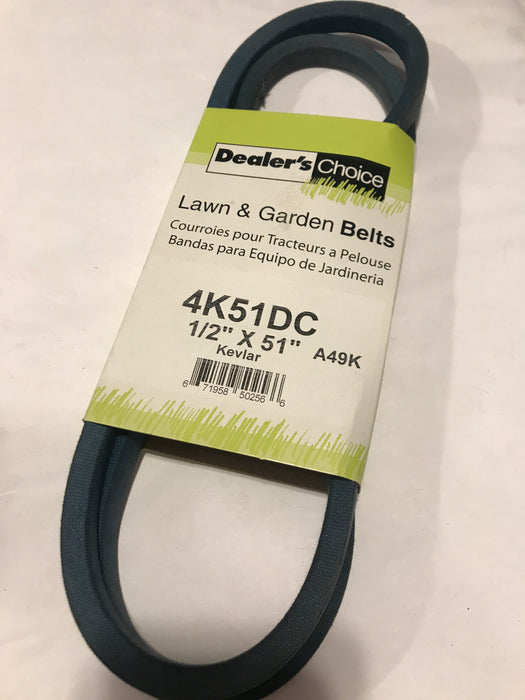 Dealer's Choice
Lawn & Garden Belts
Courroies pour Tracteurs a Pelouse
Bandas para Equipo de Jardineria
4K51DC
1/2" X 51" A49K
Kevlar
6 71958 50256 6